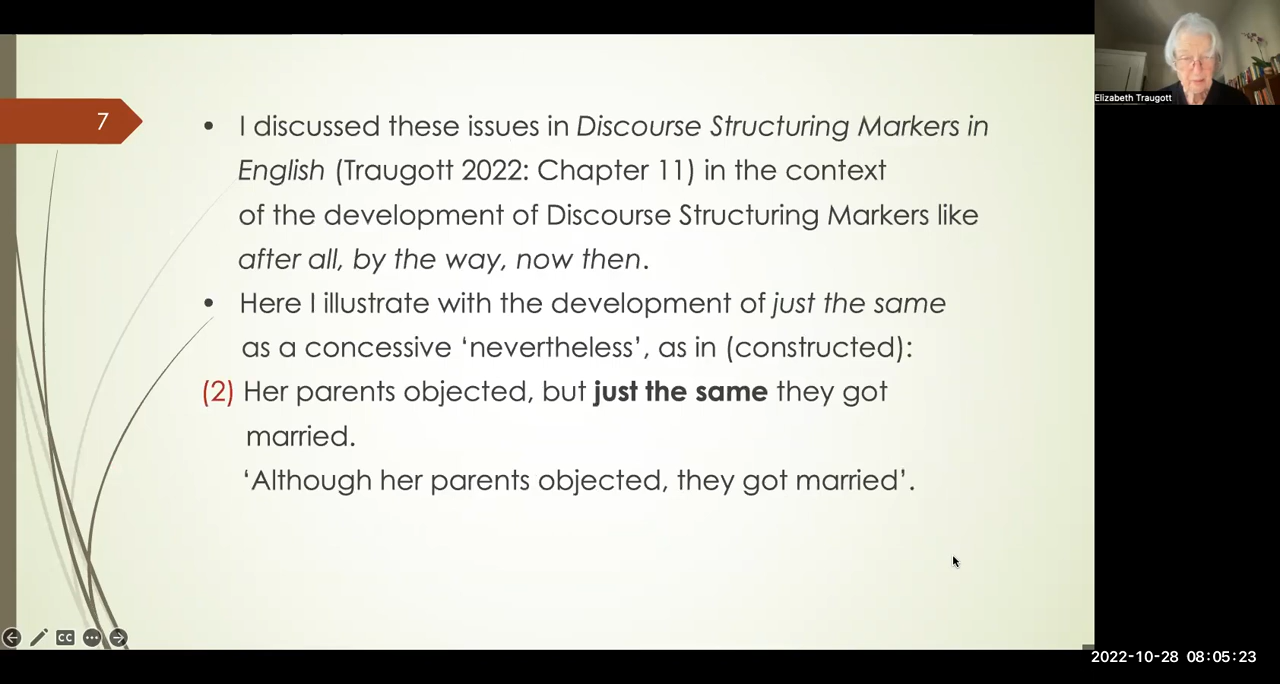 7
• I discussed these issues in Discourse Structuring Markers in
English (Traugott 2022: Chapter 11) in the context
of the development of Discourse Structuring Markers like
after all, by the way, now then.
• Here I illustrate with the development of just the same
as a concessive ‘nevertheless’, as in (constructed):
(2) Her parents objected, but just the same they got
married.
‘Although her parents objected, they got married’.
Elizabeth Traugott
CC
2022-10-28 08:05:23